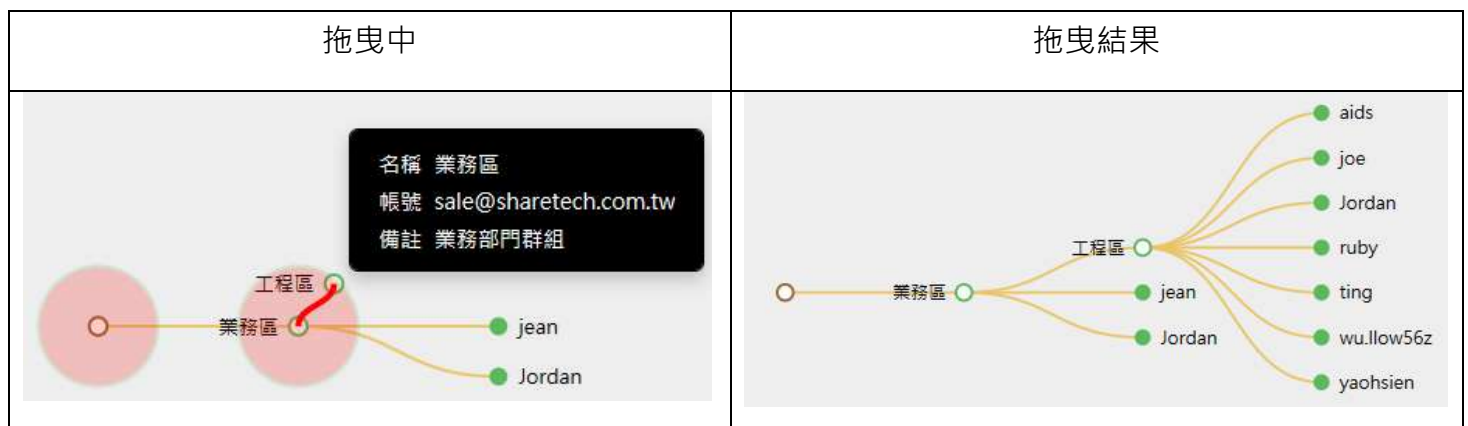 拖曳中
拖曳結果
名稱 業務區
帳號 sale@sharetech.com.tw
備註 業務部門群組
工程區
業務區
jean
Jordan
aids
joe
Jordan
工程區
ruby
業務區
jean
ting
Jordan
wu.llow56z
yaohsien